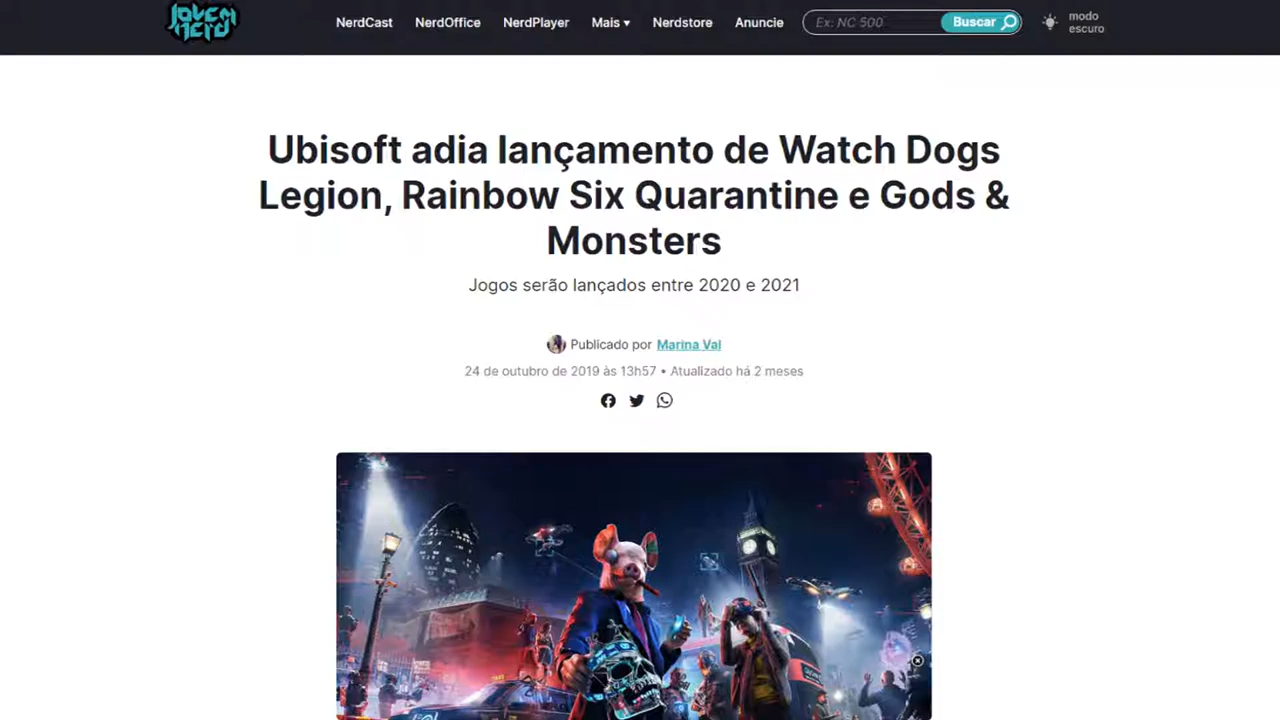 JOVEM
NERD
NerdCast NerdOffice NerdPlayer Mais Nerdstore Anuncie Ex: NC 500 Buscar modo
escuro
Ubisoft adia lançamento de Watch Dogs
Legion, Rainbow Six Quarantine e Gods &
Monsters
Jogos serão lançados entre 2020 e 2021
Publicado por Marina Val
24 de outubro de 2019 às 13h57 • Atualizado há 2 meses